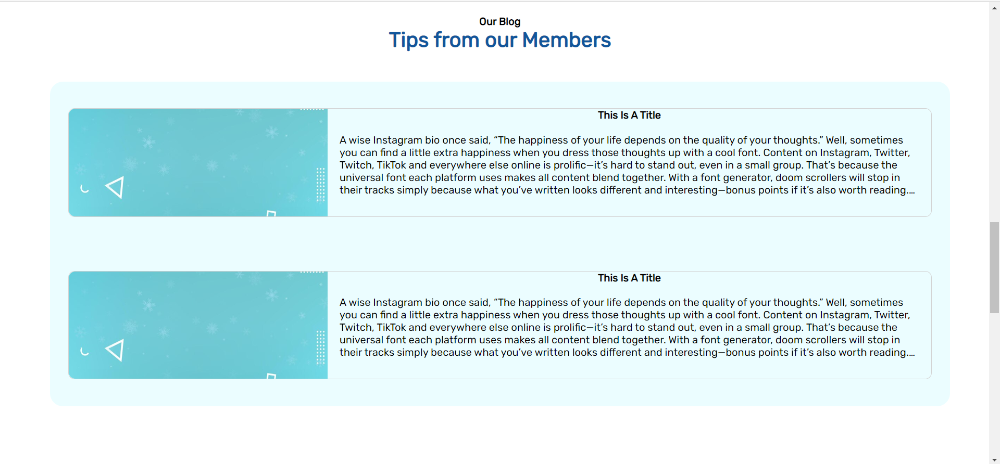 Our Blog
Tips from our Members
This Is A Title
A wise Instagram bio once said, “The happiness of your life depends on the quality of your thoughts.” Well, sometimes
you can find a little extra happiness when you dress those thoughts up with a cool font. Content on Instagram, Twitter,
Twitch, TikTok and everywhere else online is prolific—it’s hard to stand out, even in a small group. That’s because the
universal font each platform uses makes all content blend together. With a font generator, doom scrollers will stop in
their tracks simply because what you’ve written looks different and interesting—bonus points if it’s also worth reading.…
This Is A Title
A wise Instagram bio once said, “The happiness of your life depends on the quality of your thoughts.” Well, sometimes
you can find a little extra happiness when you dress those thoughts up with a cool font. Content on Instagram, Twitter,
Twitch, TikTok and everywhere else online is prolific—it’s hard to stand out, even in a small group. That’s because the
universal font each platform uses makes all content blend together. With a font generator, doom scrollers will stop in
their tracks simply because what you’ve written looks different and interesting—bonus points if it’s also worth reading.…